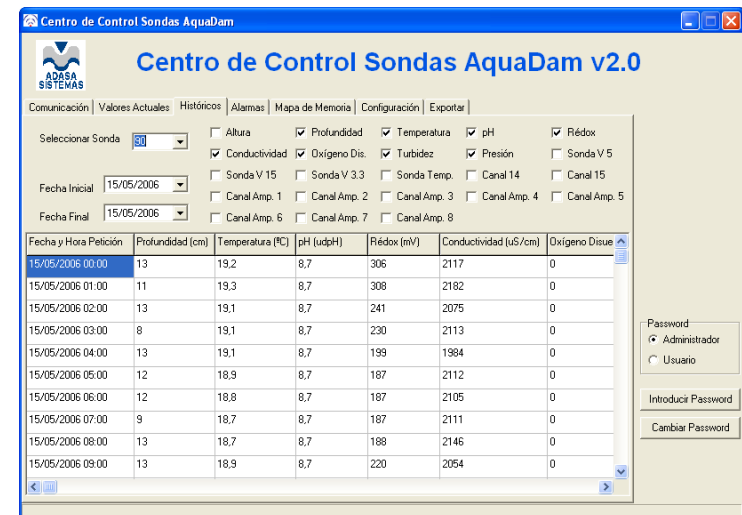 Centro de Control Sondas AquaDam
ADASA
SISTEMAS
Centro de Control Sondas AquaDam v2.0
Comunicación Valores Actuales Históricos Alarmas Mapa de Memoria Configuración Exportar
Seleccionar Sonda 90
Altura Profundidad Temperatura pH Rédox
Conductividad Oxígeno Dis. Turbidez Presión Sonda V 5
Sonda V 15 Sonda V 3.3 Sonda Temp. Canal 14 Canal 15
Fecha Inicial 15/05/2006
Canal Amp. 1 Canal Amp. 2 Canal Amp. 3 Canal Amp. 4 Canal Amp. 5
Fecha Final 15/05/2006
Canal Amp. 6 Canal Amp. 7 Canal Amp. 8
Fecha y Hora Petición Profundidad (cm) Temperatura (ºC) pH (udpH) Rédox (mV) Conductividad (uS/cm) Oxígeno Disue
15/05/2006 00:00 13 19,2 8,7 306 2117 0
15/05/2006 01:00 11 19,3 8,7 308 2182 0
15/05/2006 02:00 13 19,1 8,7 241 2075 0
15/05/2006 03:00 8 19,1 8,7 230 2113 0
15/05/2006 04:00 13 19,1 8,7 199 1984 0
15/05/2006 05:00 12 18,9 8,7 187 2112 0
15/05/2006 06:00 12 18,8 8,7 187 2105 0
15/05/2006 07:00 9 18,7 8,7 187 2111 0
15/05/2006 08:00 13 18,7 8,7 188 2146 0
15/05/2006 09:00 13 18,9 8,7 220 2054 0
Password
Administrador
Usuario
Introducir Password
Cambiar Password